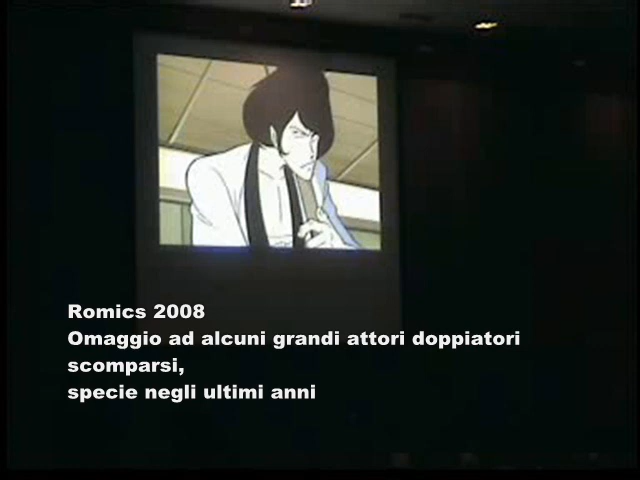 Romics 2008
Omaggio ad alcuni grandi attori doppiatori
scomparsi,
specie negli ultimi anni